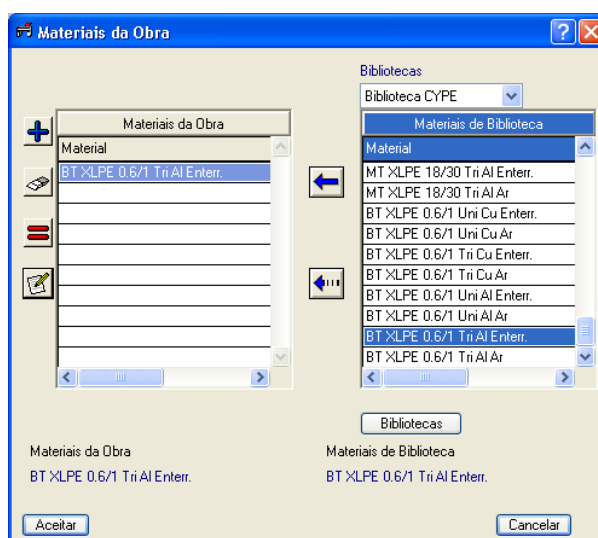 Materiais da Obra
Bibliotecas
Biblioteca CYPE
Materiais da Obra
Material
BT XLPE 0.6/1 Tri Al Enterr.
Materiais de Biblioteca
Material
MT XLPE 18/30 Tri Al Enterr.
MT XLPE 18/30 Tri Al Ar
BT XLPE 0.6/1 Uni Cu Enterr.
BT XLPE 0.6/1 Uni Cu Ar
BT XLPE 0.6/1 Tri Cu Enterr.
BT XLPE 0.6/1 Tri Cu Ar
BT XLPE 0.6/1 Uni Al Enterr.
BT XLPE 0.6/1 Uni Al Ar
BT XLPE 0.6/1 Tri Al Enterr.
BT XLPE 0.6/1 Tri Al Ar
Bibliotecas
Materiais da Obra
BT XLPE 0.6/1 Tri Al Enterr.
Materiais de Biblioteca
BT XLPE 0.6/1 Tri Al Enterr.
Aceitar
Cancelar